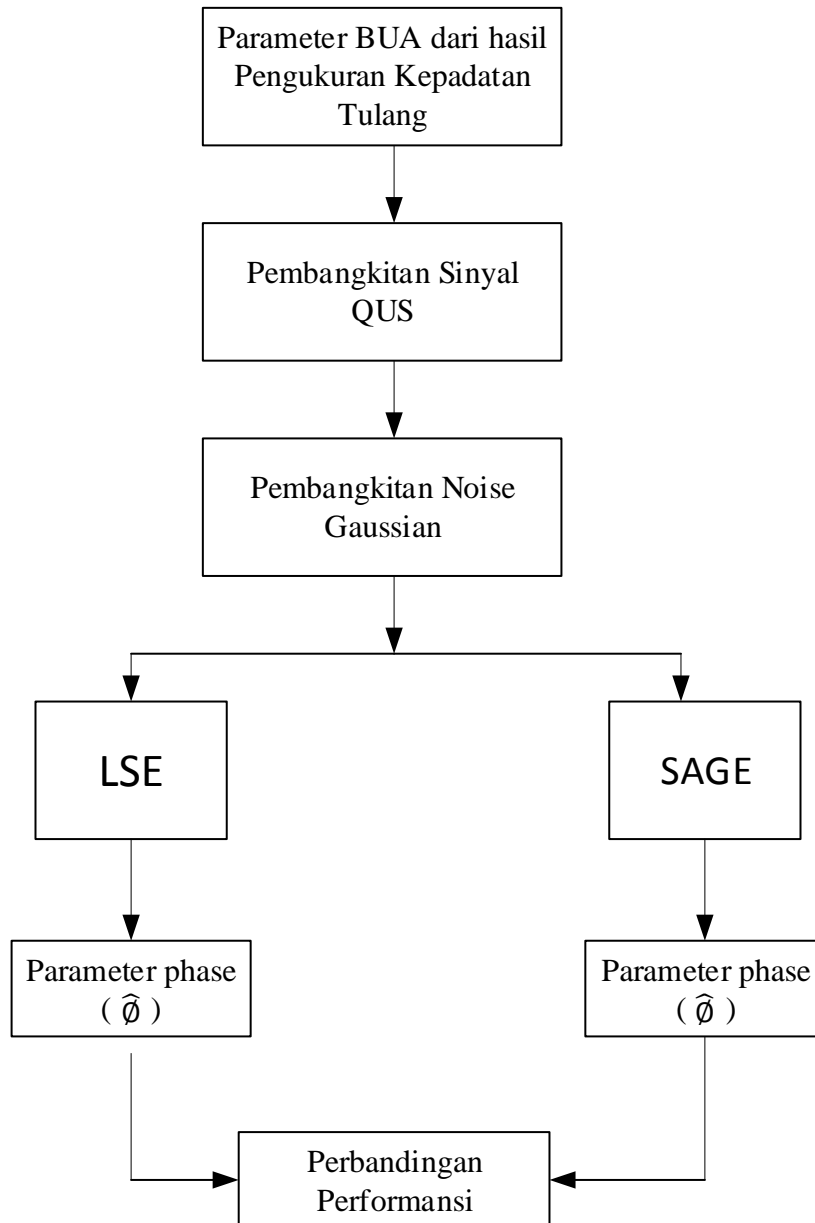 Parameter BUA dari hasil
Pengukuran Kepadatan
Tulang
Pembangkitan Sinyal
QUS
Pembangkitan Noise
Gaussian
LSE
SAGE
Parameter phase
( ∅̂ )
Parameter phase
( ∅̂ )
Perbandingan
Performansi